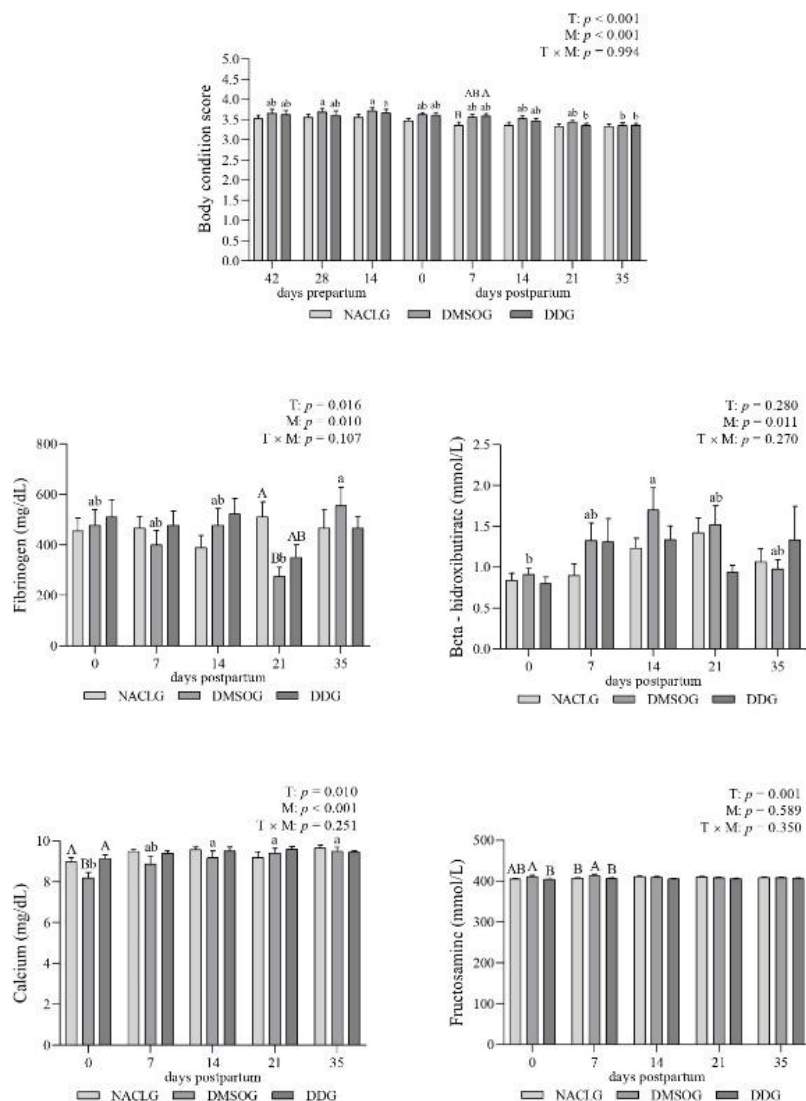 T: p < 0.001
M: p < 0.001
T × M: p = 0.994
Body condition score
5.0
4.5
4.0
3.5
3.0
2.5
2.0
1.5
1.0
0.5
0.0
ab ab
a ab
a a
ab ab
AB A
B ab ab
ab ab
ab b
b b
42 28 14 0 7 14 21 35
days prepartum days postpartum
NACLG DMSOG DDG
T: p = 0.016
M: p = 0.010
T × M: p = 0.107
Fibrinogen (mg/dL)
800
600
400
200
0
ab
ab
ab
A Bb AB
a
0 7 14 21 35
days postpartum
NACLG DMSOG DDG
T: p = 0.280
M: p = 0.011
T × M: p = 0.270
Beta - hidroxibutirate (mmol/L)
2.5
2.0
1.5
1.0
0.5
0.0
b
ab
a
ab
ab
0 7 14 21 35
days postpartum
NACLG DMSOG DDG
T: p = 0.010
M: p < 0.001
T × M: p = 0.251
Calcium (mg/dL)
10
8
6
4
2
0
A Bb A
ab
a
a
a
0 7 14 21 35
days postpartum
NACLG DMSOG DDG
T: p = 0.001
M: p = 0.589
T × M: p = 0.350
Fructosamine (mmol/L)
500
400
300
200
100
0
AB A B
B A B
0 7 14 21 35
days postpartum
NACLG DMSOG DDG